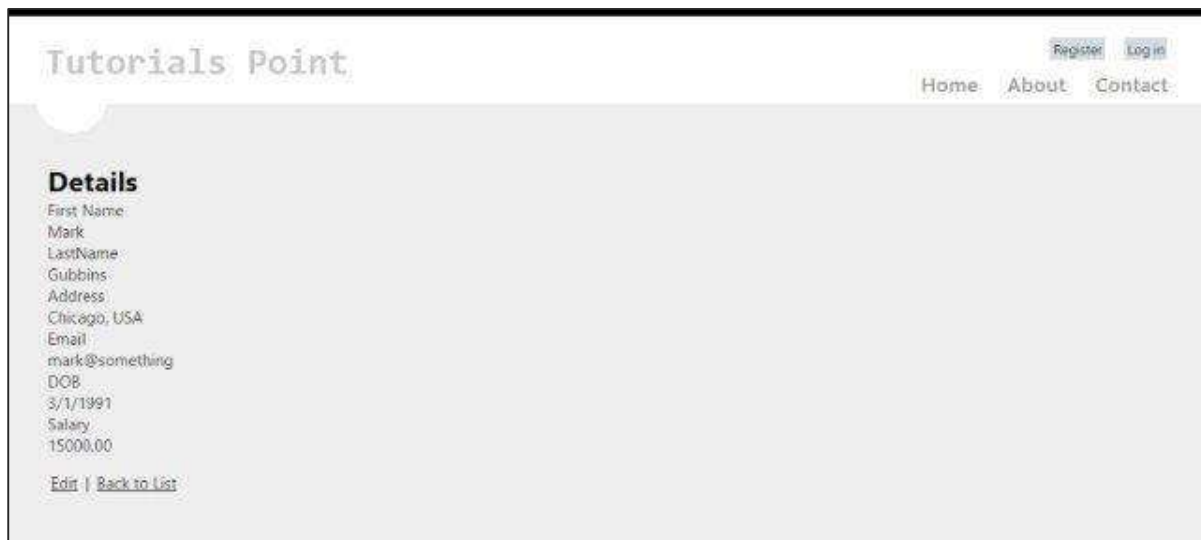 Tutorials Point
Register Log in
Home About Contact
Details
First Name
Mark
LastName
Gubbins
Address
Chicago, USA
Email
mark@something
DOB
3/1/1991
Salary
15000.00
Edit | Back to List